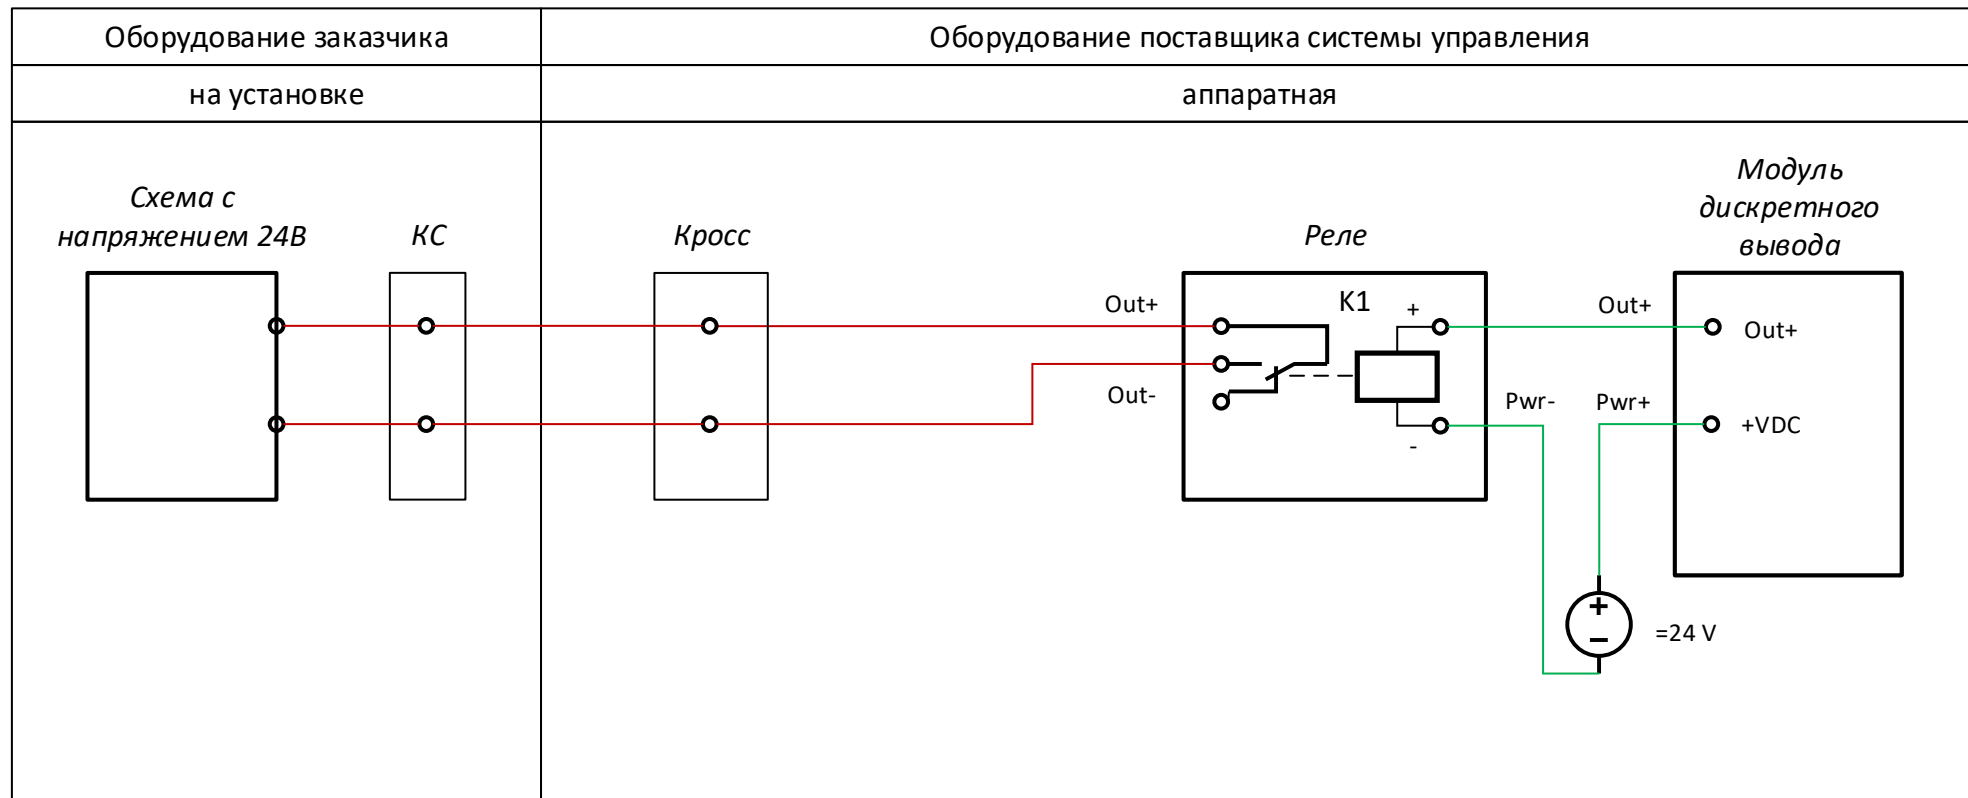 Оборудование заказчика
Оборудование поставщика системы управления
на установке
аппаратная
Схема с
напряжением 24В
КС
Кросс
Реле
Модуль
дискретного
вывода
Out+
K1
+
Out+
Out+
Out-
Pwr-
Pwr+
+VDC
-
=24 V